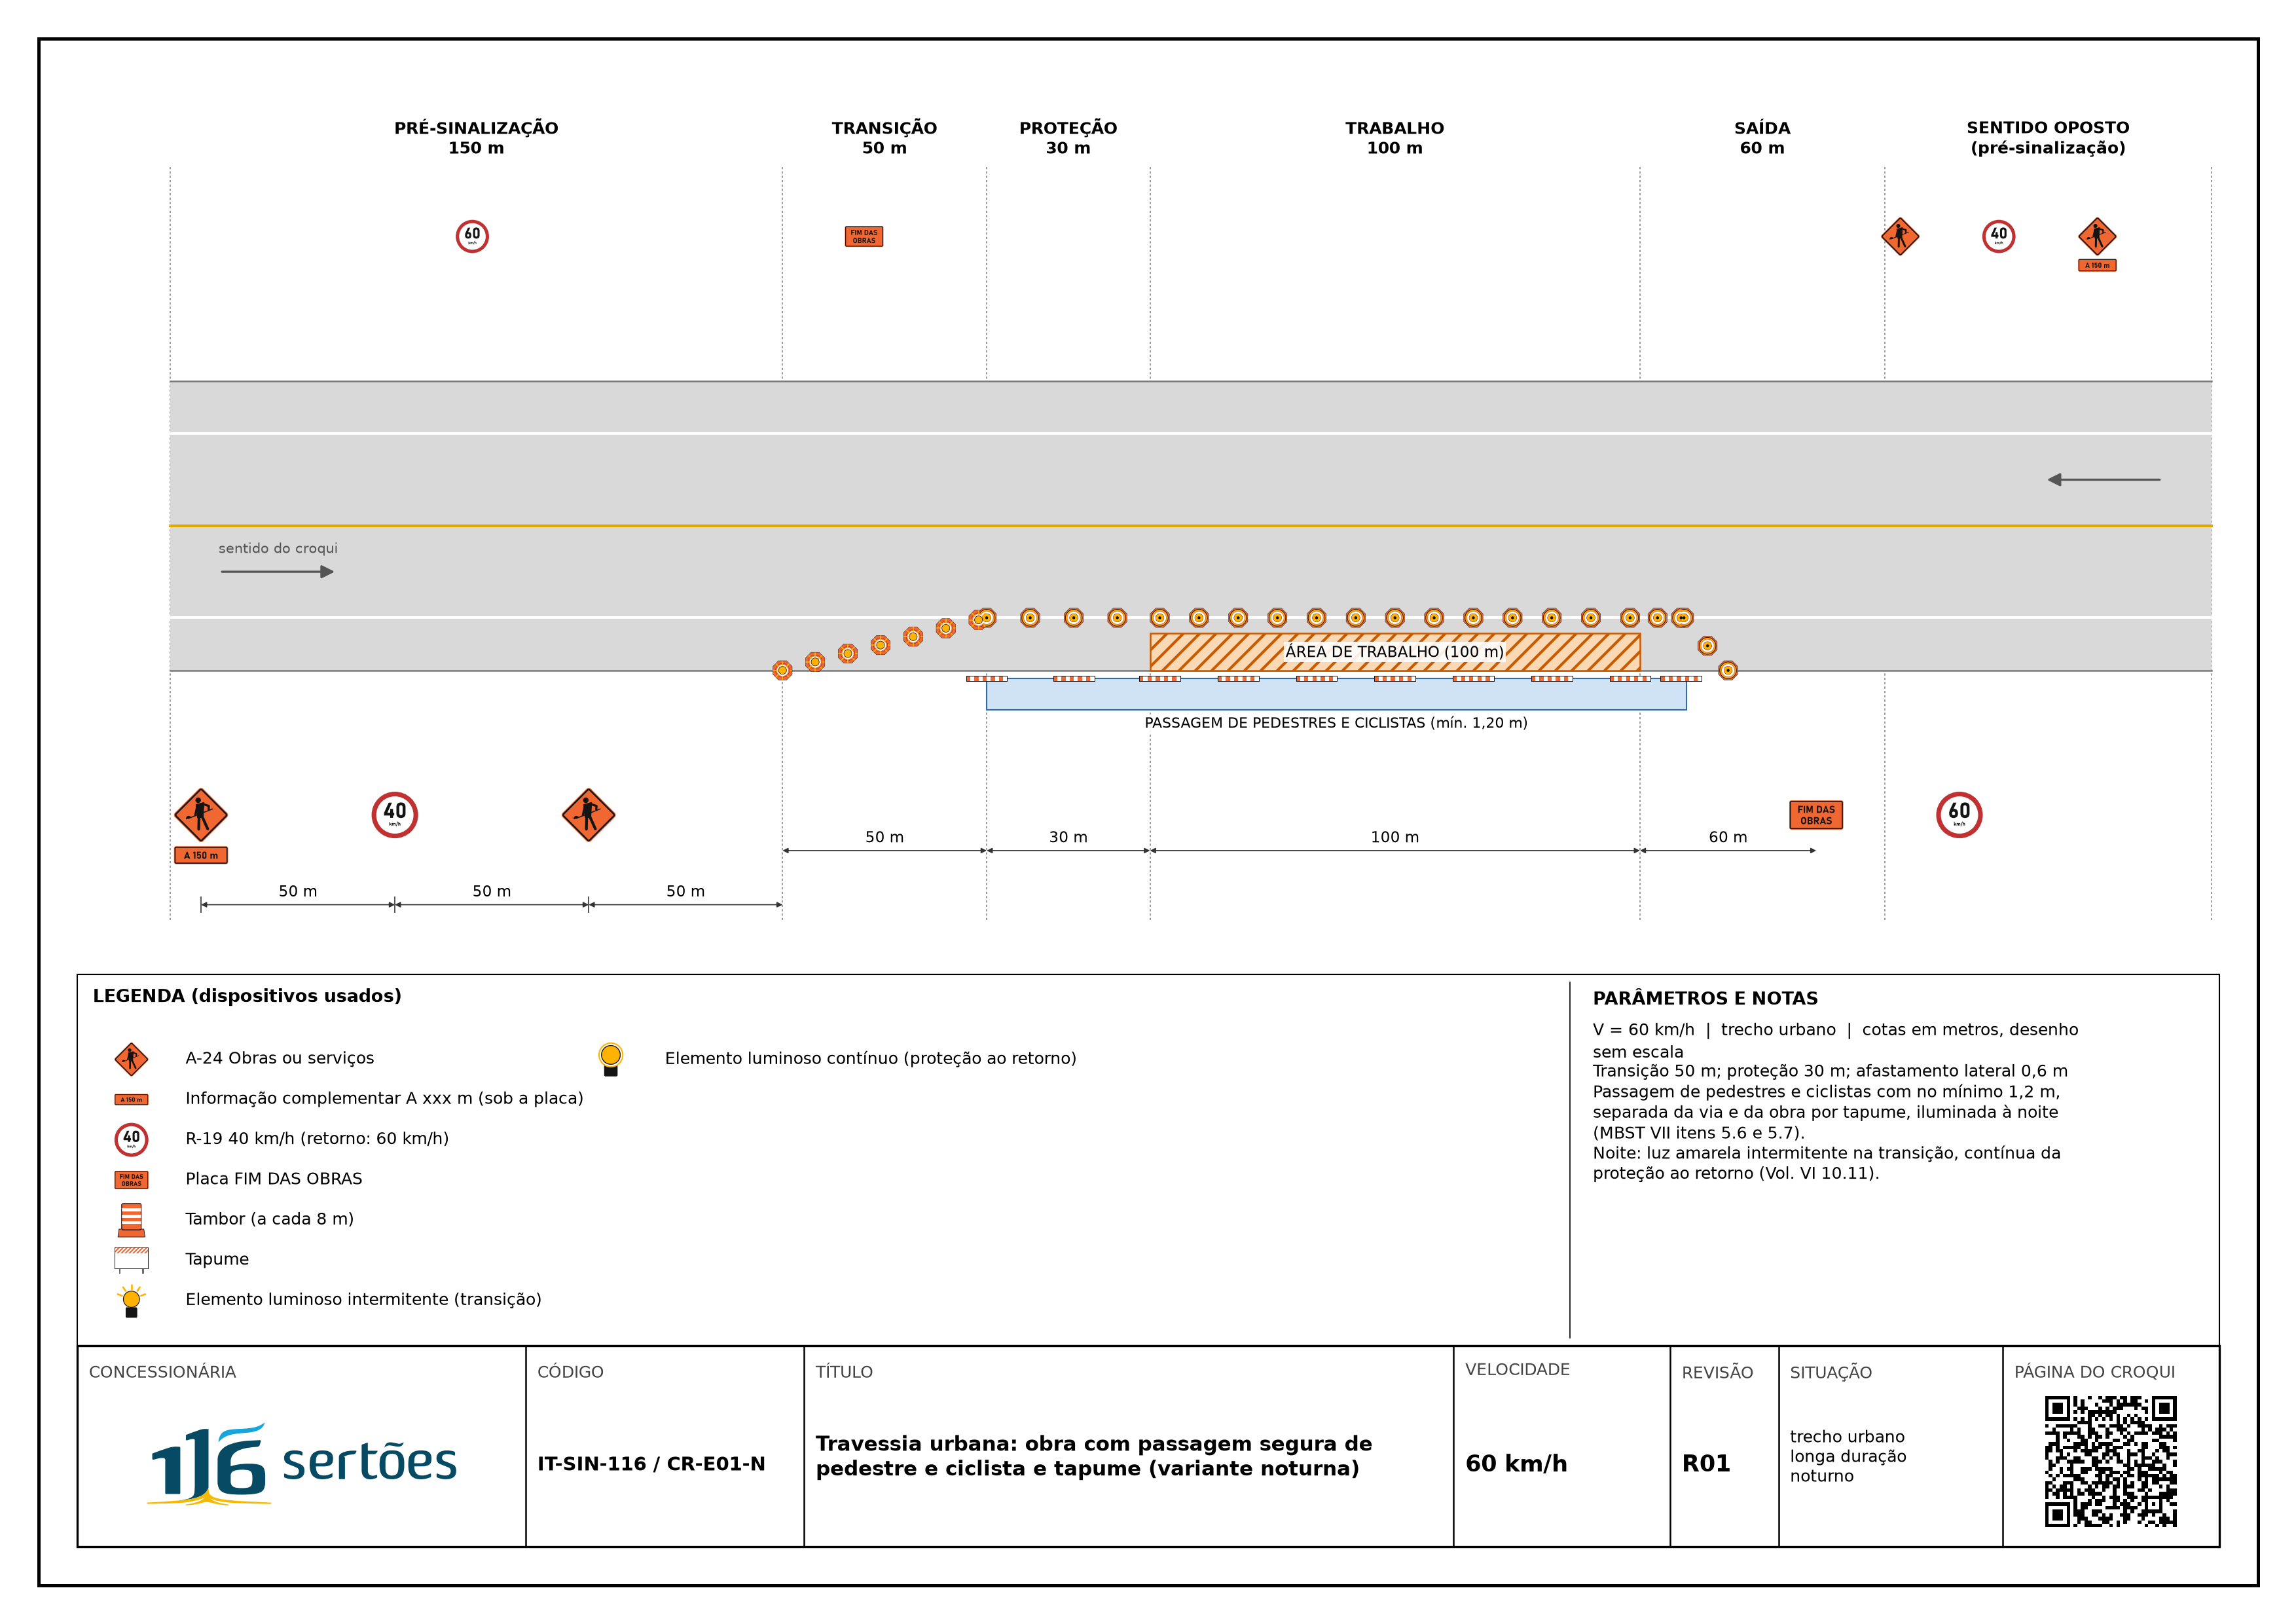 PRÉ-SINALIZAÇÃO
150 m
TRANSIÇÃO
50 m
PROTEÇÃO
30 m
TRABALHO
100 m
SAÍDA
60 m
SENTIDO OPOSTO
(pré-sinalização)
60
km/h
FIM DAS
OBRAS
40
km/h
A 150 m
sentido do croqui
ÁREA DE TRABALHO (100 m)
PASSAGEM DE PEDESTRES E CICLISTAS (mín. 1,20 m)
A 150 m
40
km/h
FIM DAS
OBRAS
60
km/h
50 m
30 m
100 m
60 m
50 m
50 m
50 m
LEGENDA (dispositivos usados)
A-24 Obras ou serviços
A 150 m
Informação complementar A xxx m (sob a placa)
40
km/h
R-19 40 km/h (retorno: 60 km/h)
FIM DAS
OBRAS
Placa FIM DAS OBRAS
Tambor (a cada 8 m)
Tapume
Elemento luminoso intermitente (transição)
Elemento luminoso contínuo (proteção ao retorno)
PARÂMETROS E NOTAS
V = 60 km/h | trecho urbano | cotas em metros, desenho
sem escala
Transição 50 m; proteção 30 m; afastamento lateral 0,6 m
Passagem de pedestres e ciclistas com no mínimo 1,2 m,
separada da via e da obra por tapume, iluminada à noite
(MBST VII itens 5.6 e 5.7).
Noite: luz amarela intermitente na transição, contínua da
proteção ao retorno (Vol. VI 10.11).
CONCESSIONÁRIA
116 sertões
CÓDIGO
IT-SIN-116 / CR-E01-N
TÍTULO
Travessia urbana: obra com passagem segura de
pedestre e ciclista e tapume (variante noturna)
VELOCIDADE
60 km/h
REVISÃO
R01
SITUAÇÃO
trecho urbano
longa duração
noturno
PÁGINA DO CROQUI